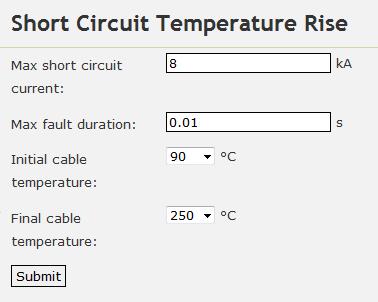 Short Circuit Temperature Rise
Max short circuit current: 8 kA
Max fault duration: 0.01 s
Initial cable temperature: 90 °C
Final cable temperature: 250 °C
Submit